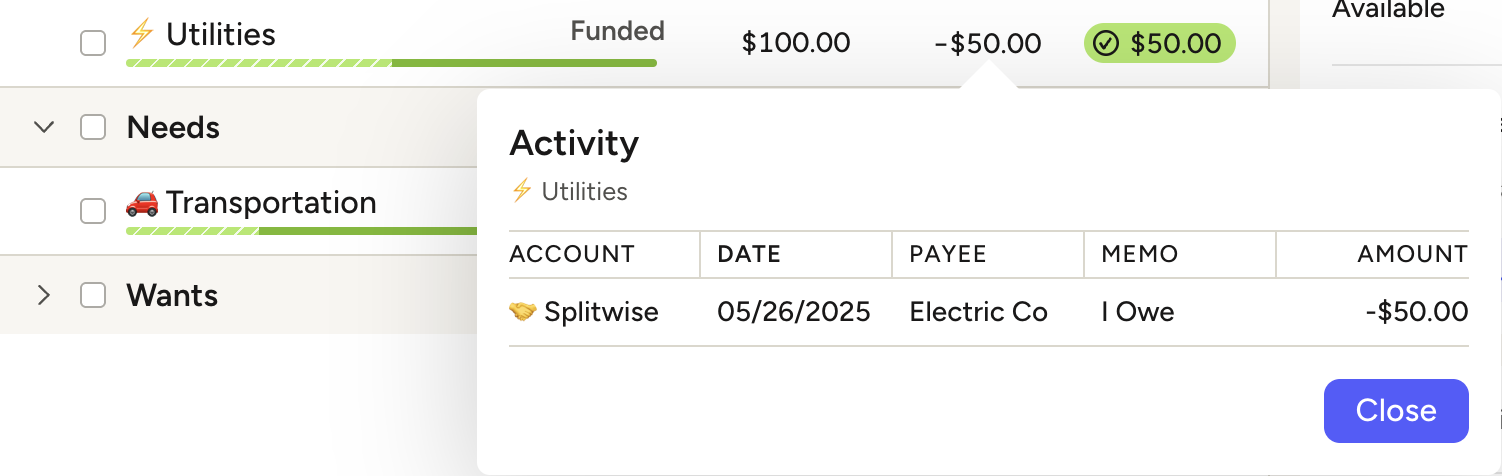 Available
Utilities Funded $100.00 -$50.00 $50.00
Needs
Activity
Utilities
Transportation
ACCOUNT DATE PAYEE MEMO AMOUNT
Wants
Splitwise 05/26/2025 Electric Co I Owe -$50.00
Close